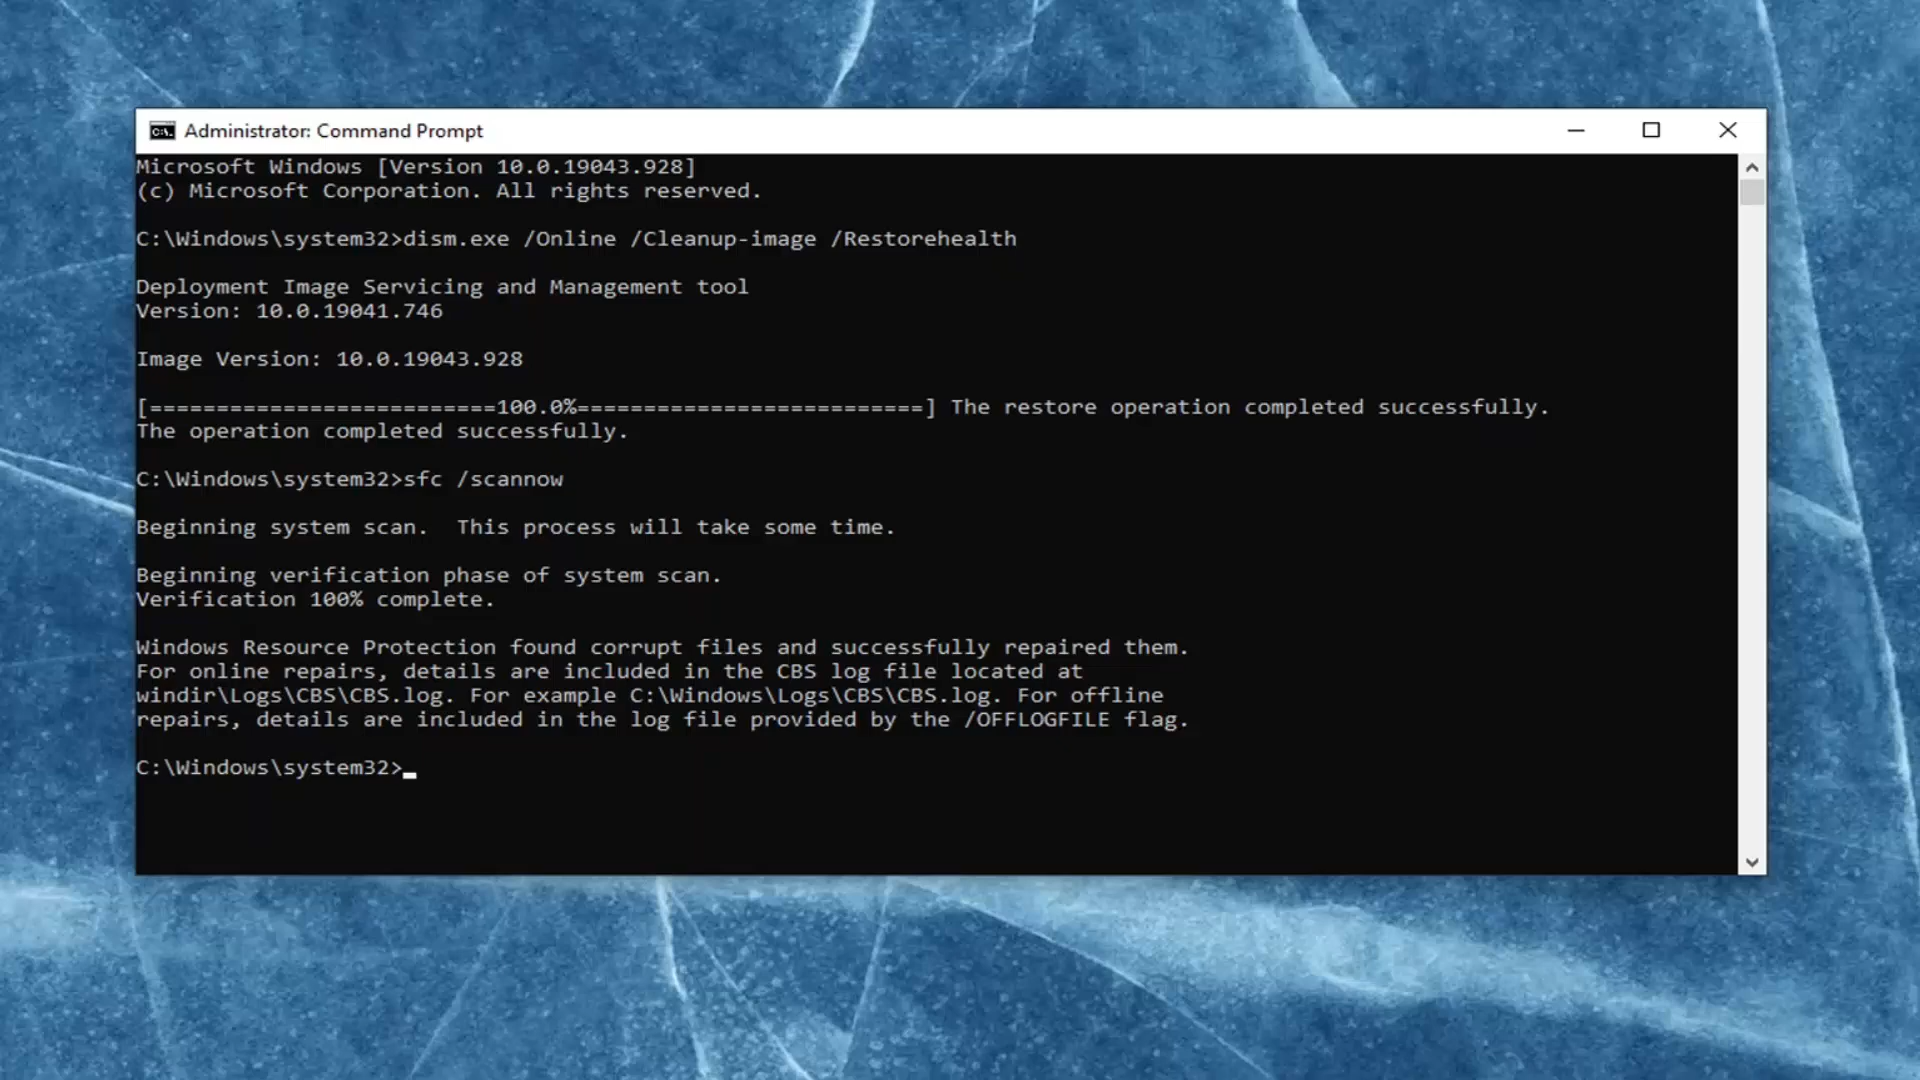 Administrator: Command Prompt
Microsoft Windows [Version 10.0.19043.928]
(c) Microsoft Corporation. All rights reserved.
C:\Windows\system32>dism.exe /Online /Cleanup-image /Restorehealth
Deployment Image Servicing and Management tool
Version: 10.0.19041.746
Image Version: 10.0.19043.928
[==========================100.0%==========================] The restore operation completed successfully.
The operation completed successfully.
C:\Windows\system32>sfc /scannow
Beginning system scan.  This process will take some time.
Beginning verification phase of system scan.
Verification 100% complete.
Windows Resource Protection found corrupt files and successfully repaired them.
For online repairs, details are included in the CBS log file located at
windir\Logs\CBS\CBS.log. For example C:\Windows\Logs\CBS\CBS.log. For offline
repairs, details are included in the log file provided by the /OFFLOGFILE flag.
C:\Windows\system32>